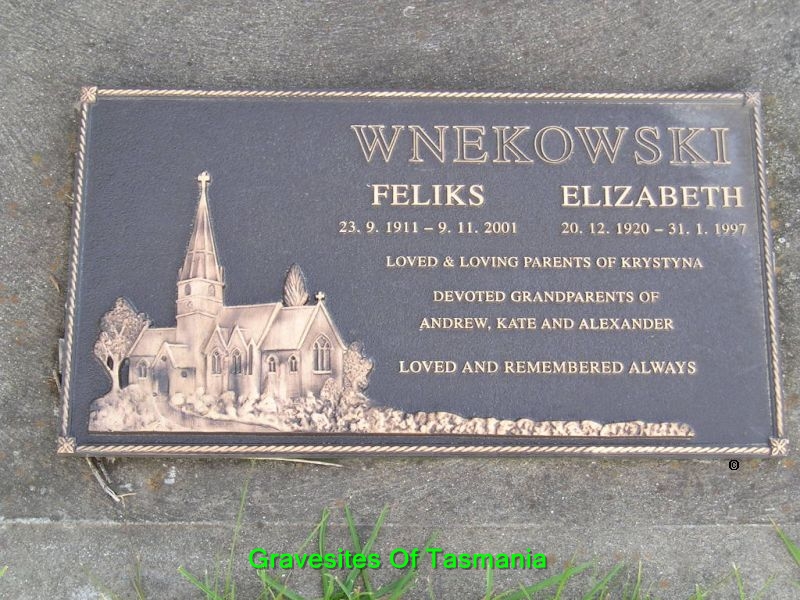 WNEKOWSKI
FELIKS ELIZABETH
23. 9. 1911 – 9. 11. 2001 20. 12. 1920 – 31. 1. 1997
LOVED & LOVING PARENTS OF KRYSTYNA
DEVOTED GRANDPARENTS OF
ANDREW, KATE AND ALEXANDER
LOVED AND REMEMBERED ALWAYS
©
Gravesites Of Tasmania